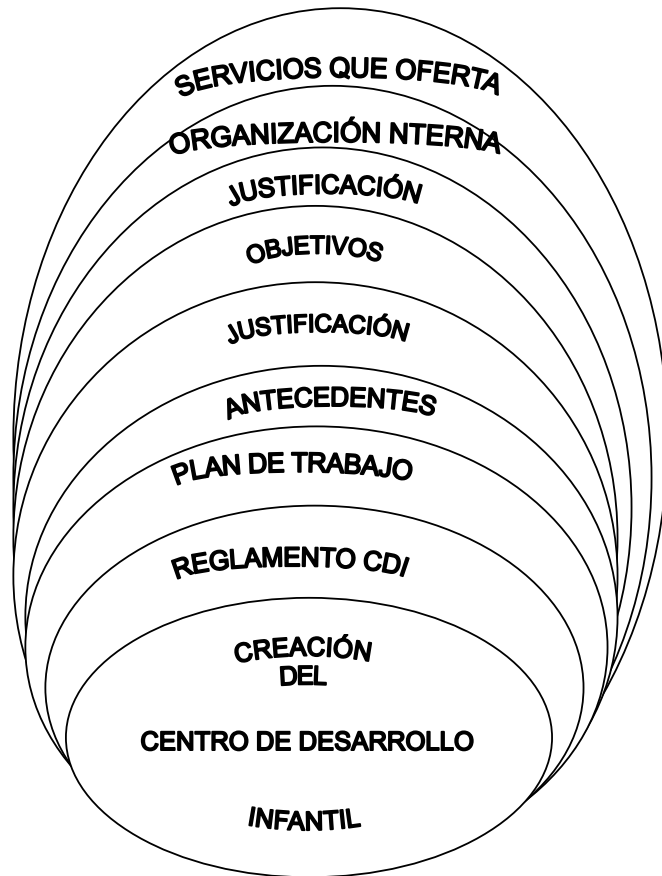 SERVICIOS QUE OFERTA
ORGANIZACIÓN NTERNA
JUSTIFICACIÓN
OBJETIVOS
JUSTIFICACIÓN
ANTECEDENTES
PLAN DE TRABAJO
REGLAMENTO CDI
CREACIÓN
DEL
CENTRO DE DESARROLLO
INFANTIL